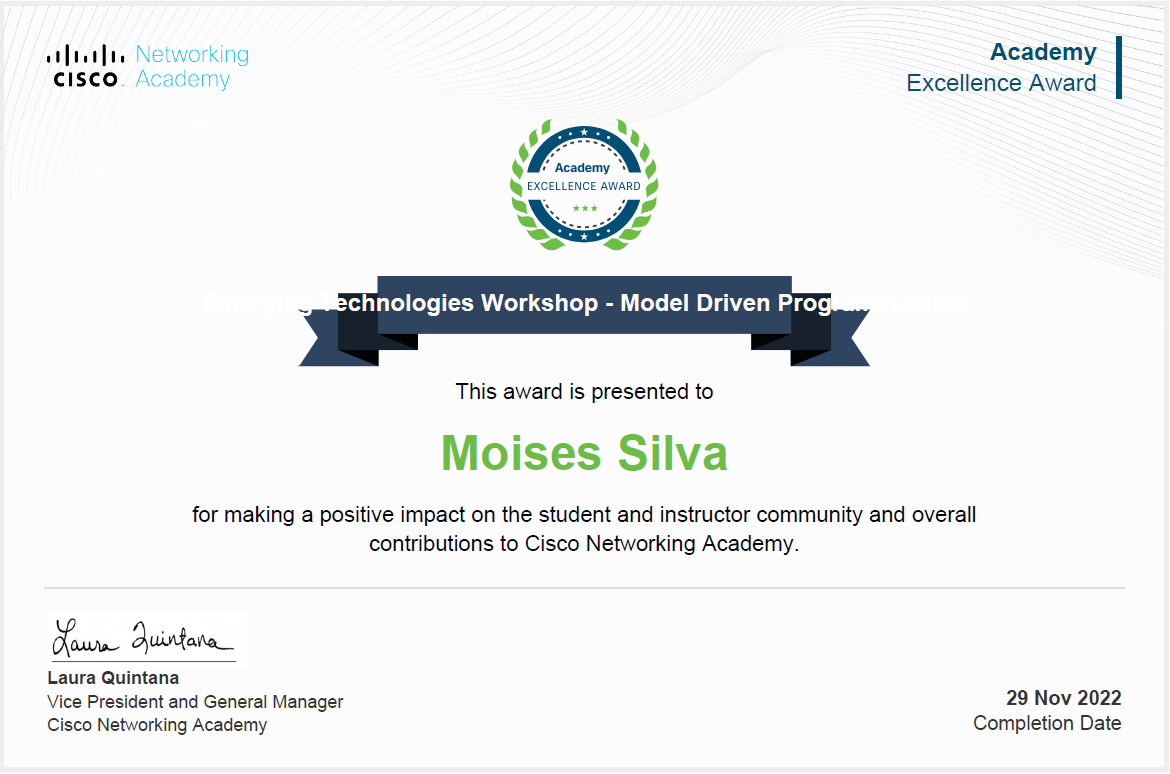 CISCO Networking
Academy
Academy
Excellence Award
Academy
EXCELLENCE AWARD
Emerging Technologies Workshop - Model Driven Programmability
This award is presented to
Moises Silva
for making a positive impact on the student and instructor community and overall
contributions to Cisco Networking Academy.
Laura Quintana
Laura Quintana
Vice President and General Manager
Cisco Networking Academy
29 Nov 2022
Completion Date